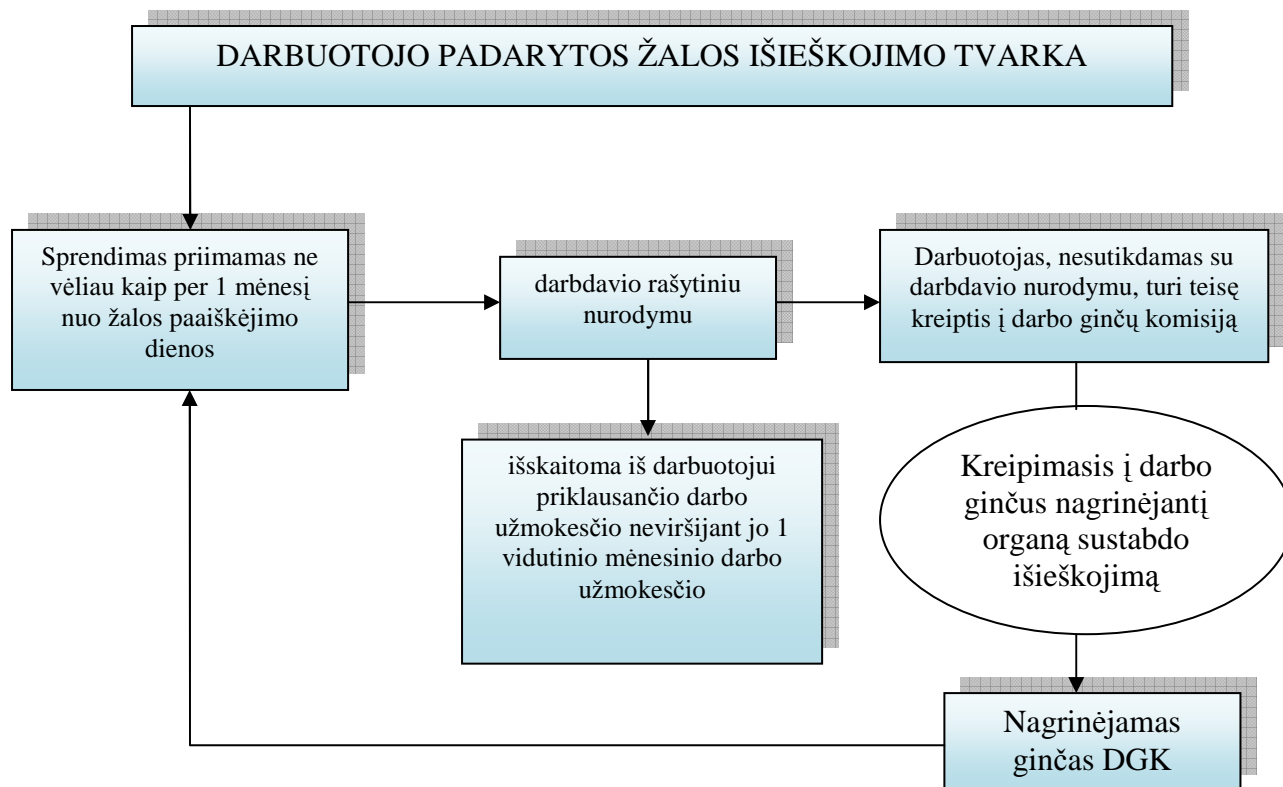 DARBUOTOJO PADARYTOS ŽALOS IŠIEŠKOJIMO TVARKA
Sprendimas priimamas ne
vėliau kaip per 1 mėnesį
nuo žalos paaiškėjimo
dienos
darbdavio rašytiniu
nurodymu
Darbuotojas, nesutikdamas su
darbdavio nurodymu, turi teisę
kreiptis į darbo ginčų komisiją
išskaitoma iš darbuotojui
priklausančio darbo
užmokesčio neviršijant jo 1
vidutinio mėnesinio darbo
užmokesčio
Kreipimasis į darbo
ginčus nagrinėjantį
organą sustabdo
išieškojimą
Nagrinėjamas
ginčas DGK